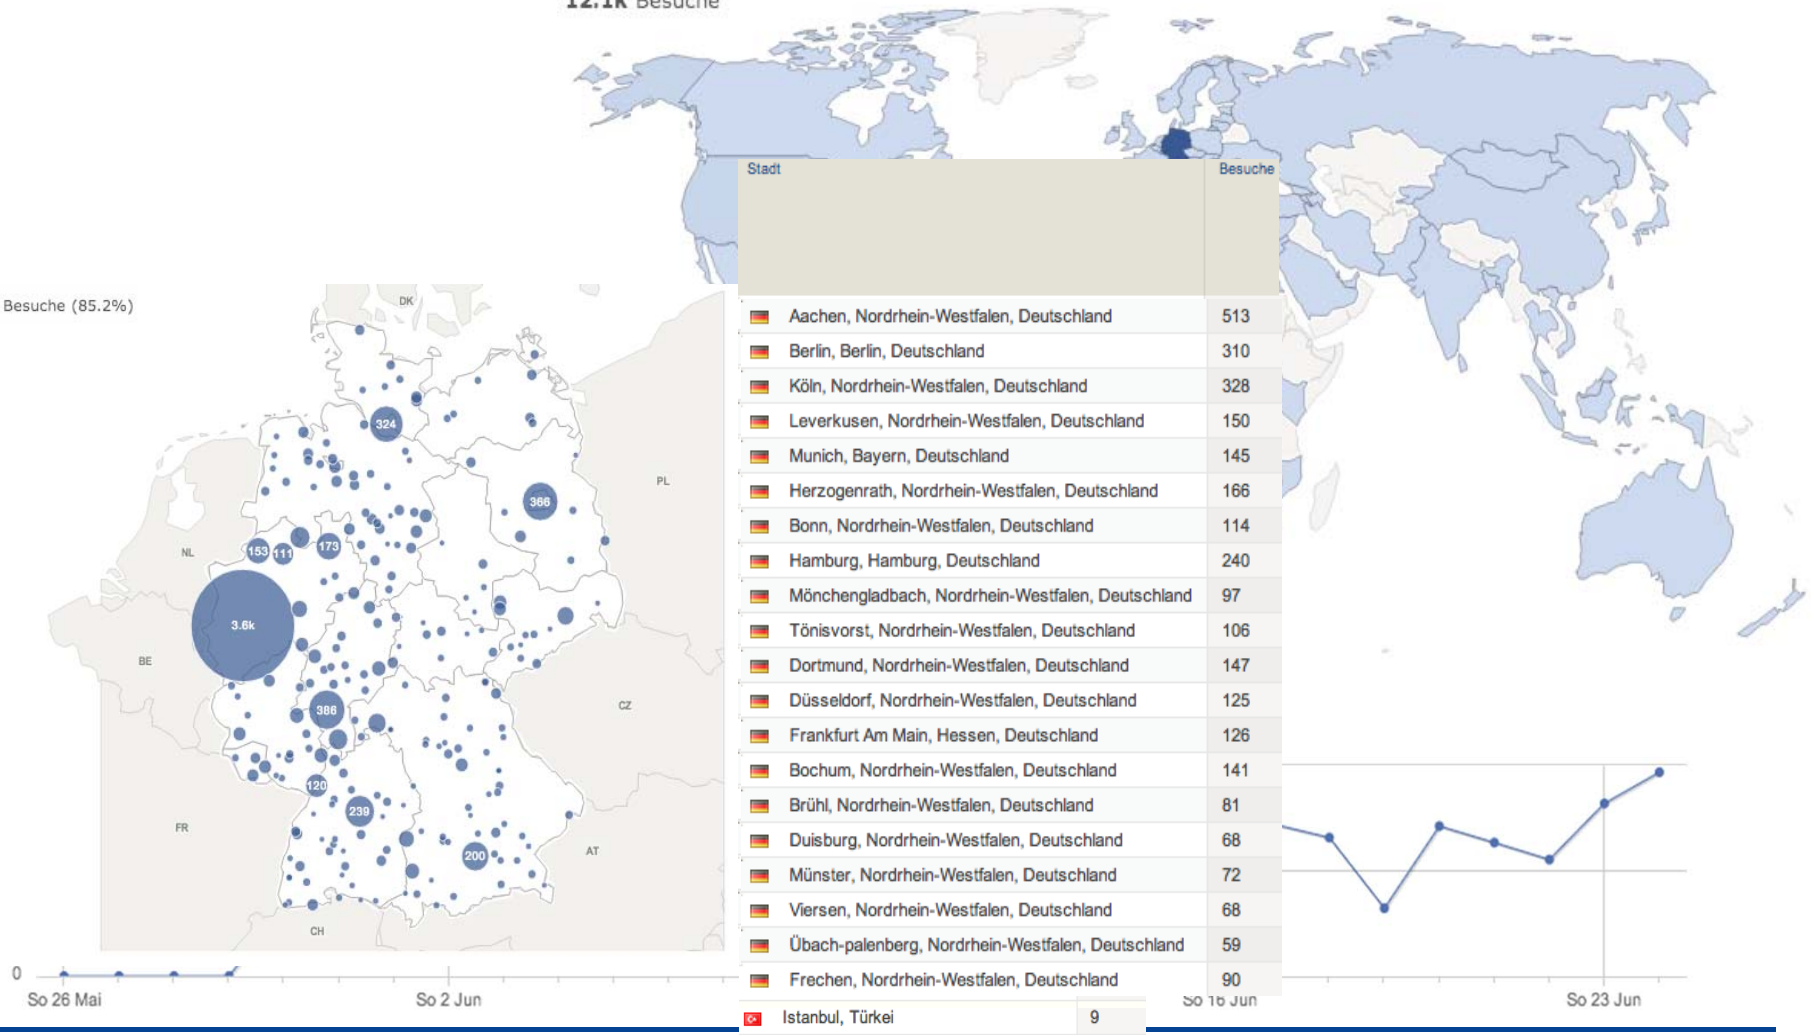 12.1k Besuche
Besuche (85.2%)
DK
324
PL
366
NL
153
111
173
3.6k
BE
386
CZ
120
239
FR
200
AT
CH
Stadt Besuche
Aachen, Nordrhein-Westfalen, Deutschland 513
Berlin, Berlin, Deutschland 310
Köln, Nordrhein-Westfalen, Deutschland 328
Leverkusen, Nordrhein-Westfalen, Deutschland 150
Munich, Bayern, Deutschland 145
Herzogenrath, Nordrhein-Westfalen, Deutschland 166
Bonn, Nordrhein-Westfalen, Deutschland 114
Hamburg, Hamburg, Deutschland 240
Mönchengladbach, Nordrhein-Westfalen, Deutschland 97
Tönisvorst, Nordrhein-Westfalen, Deutschland 106
Dortmund, Nordrhein-Westfalen, Deutschland 147
Düsseldorf, Nordrhein-Westfalen, Deutschland 125
Frankfurt Am Main, Hessen, Deutschland 126
Bochum, Nordrhein-Westfalen, Deutschland 141
Brühl, Nordrhein-Westfalen, Deutschland 81
Duisburg, Nordrhein-Westfalen, Deutschland 68
Münster, Nordrhein-Westfalen, Deutschland 72
Viersen, Nordrhein-Westfalen, Deutschland 68
Übach-palenberg, Nordrhein-Westfalen, Deutschland 59
Frechen, Nordrhein-Westfalen, Deutschland 90
Istanbul, Türkei 9
0
So 26 Mai So 2 Jun So 16 Jun So 23 Jun